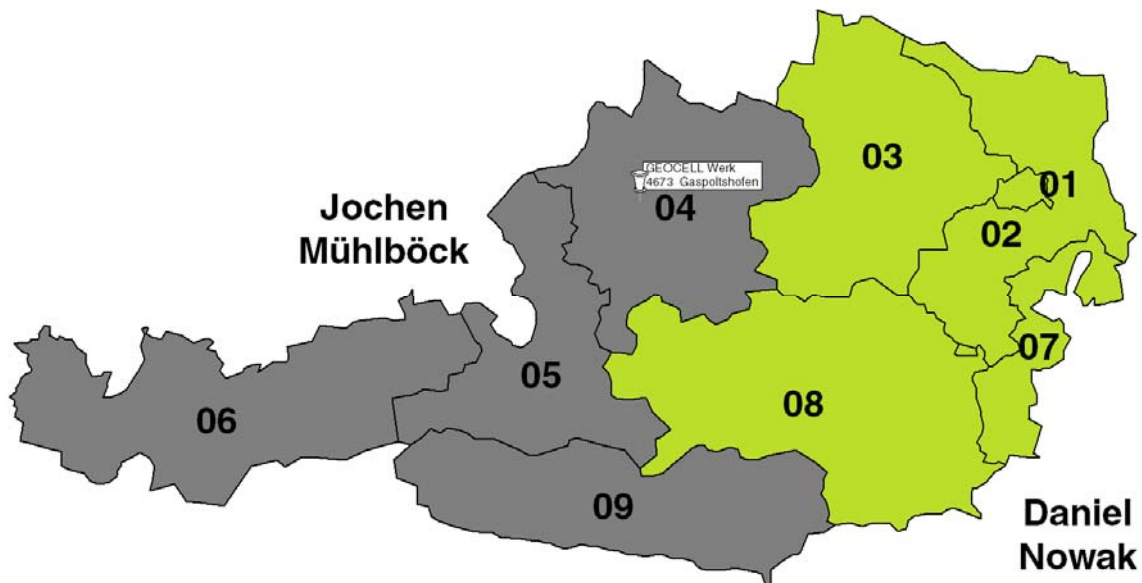 GEOCELL Werk
4673 Gaspoltshofen
03
01
04
02
Jochen
Mühlböck
07
05
08
06
09
Daniel
Nowak